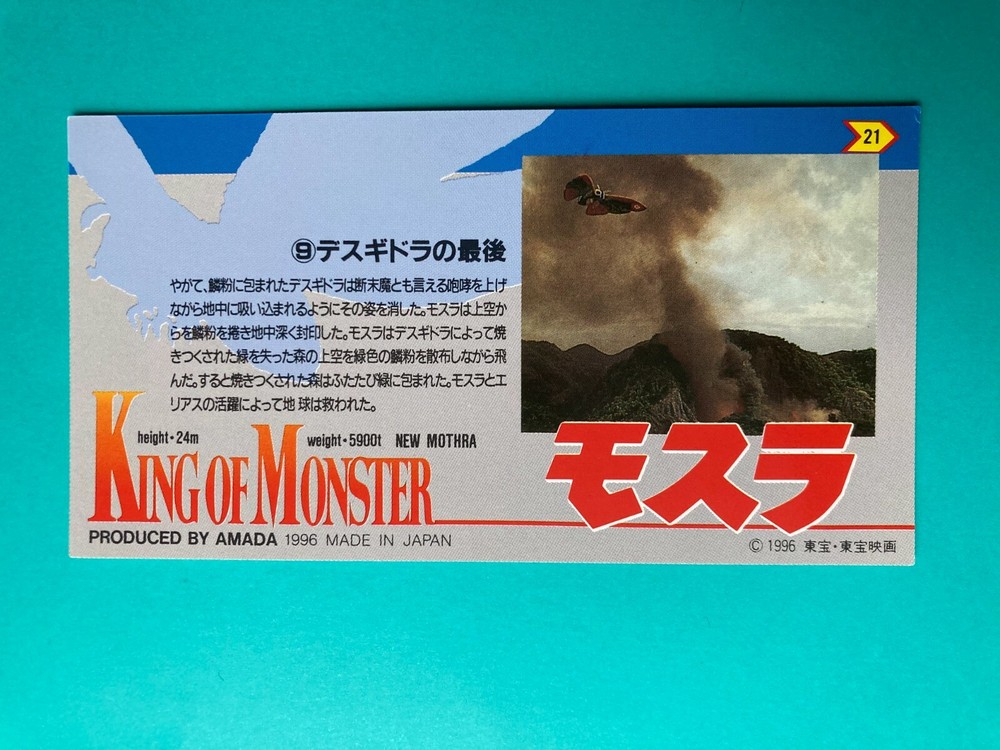 21
⑨デスギドラの最後
やがて、鱗粉に包まれたデスギドラは断末魔とも言える咆哮を上げ
ながら地中に吸い込まれるようにその姿を消した。モスラは上空か
らを鱗粉を捲き地中深く封印した。モスラはデスギドラによって焼
きつくされた緑を失った森の上空を緑色の鱗粉を散布しながら飛
んだ。すると焼きつくされた森はふたたび緑に包まれた。モスラとエ
リアスの活躍によって地球は救われた。
height・24m weight・5900t NEW MOTHRA
KING OF MONSTER
モスラ
PRODUCED BY AMADA 1996 MADE IN JAPAN
© 1996 東宝・東宝映画